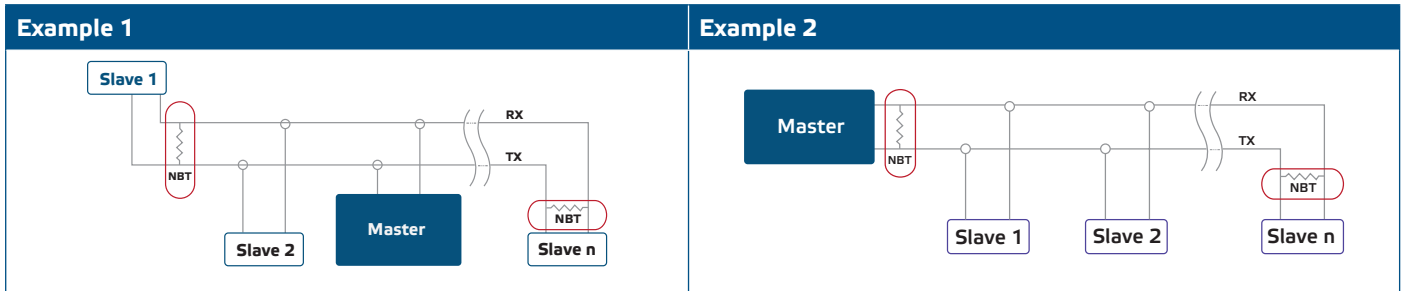 Example 1
Slave 1
RX
TX
NBT
NBT
Master
Slave 2
Slave n
Example 2
RX
Master
TX
NBT
NBT
Slave 1
Slave 2
Slave n